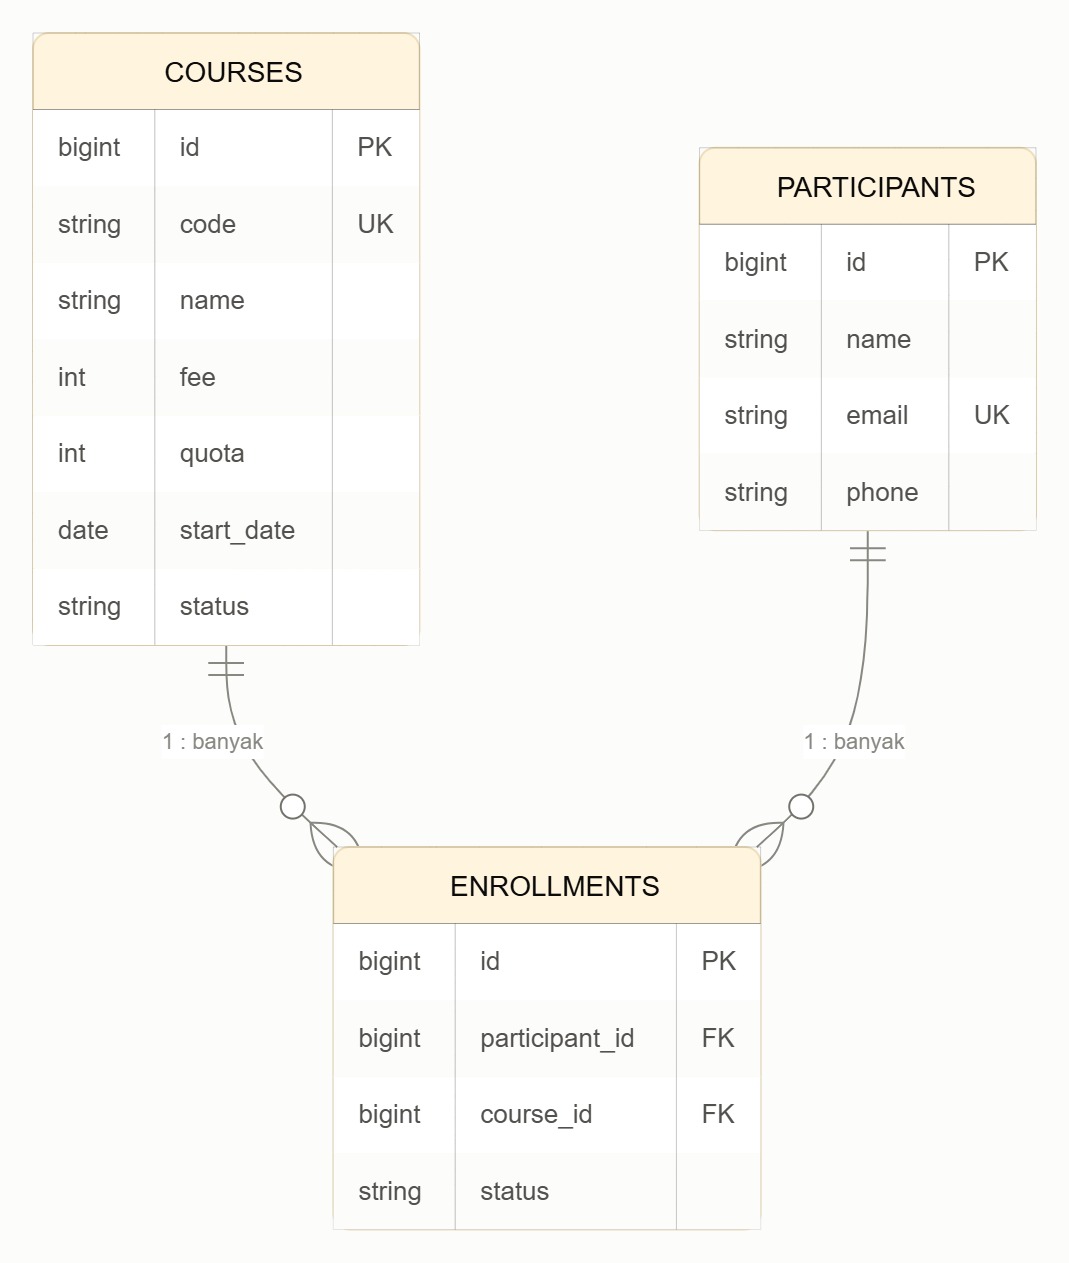 COURSES
bigint id PK
string code UK
string name
int fee
int quota
date start_date
string status
PARTICIPANTS
bigint id PK
string name
string email UK
string phone
1 : banyak
1 : banyak
ENROLLMENTS
bigint id PK
bigint participant_id FK
bigint course_id FK
string status